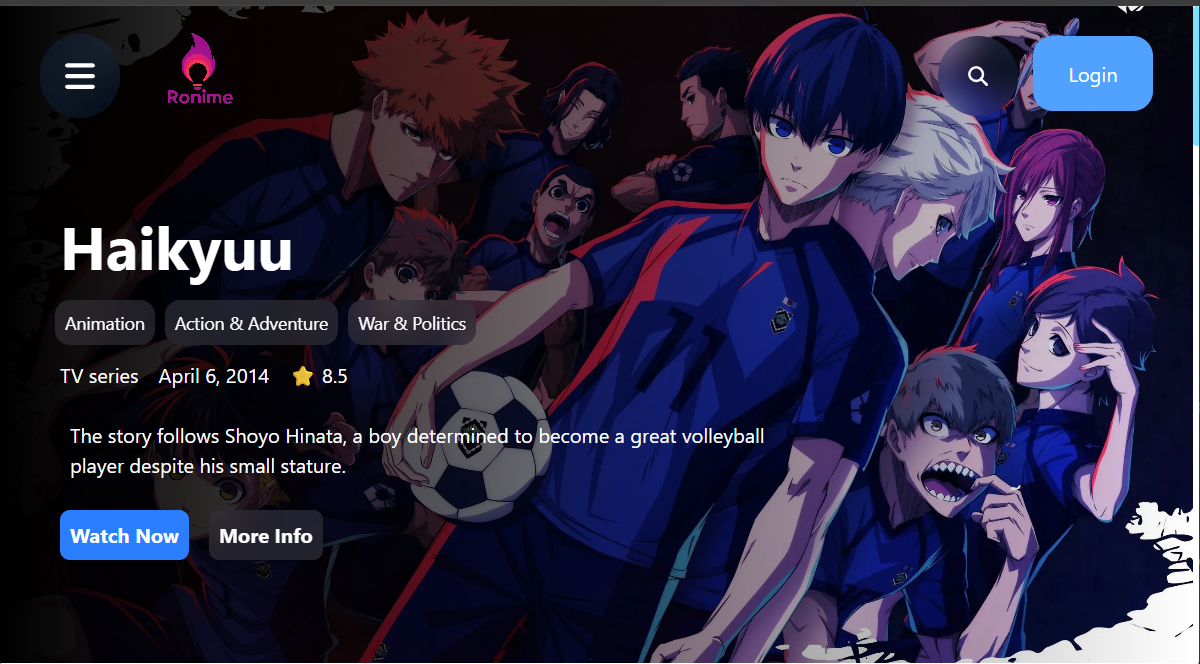 Ronime
Login
Haikyuu
Animation Action & Adventure War & Politics
TV series April 6, 2014 8.5
The story follows Shoyo Hinata, a boy determined to become a great volleyball
player despite his small stature.
Watch Now More Info